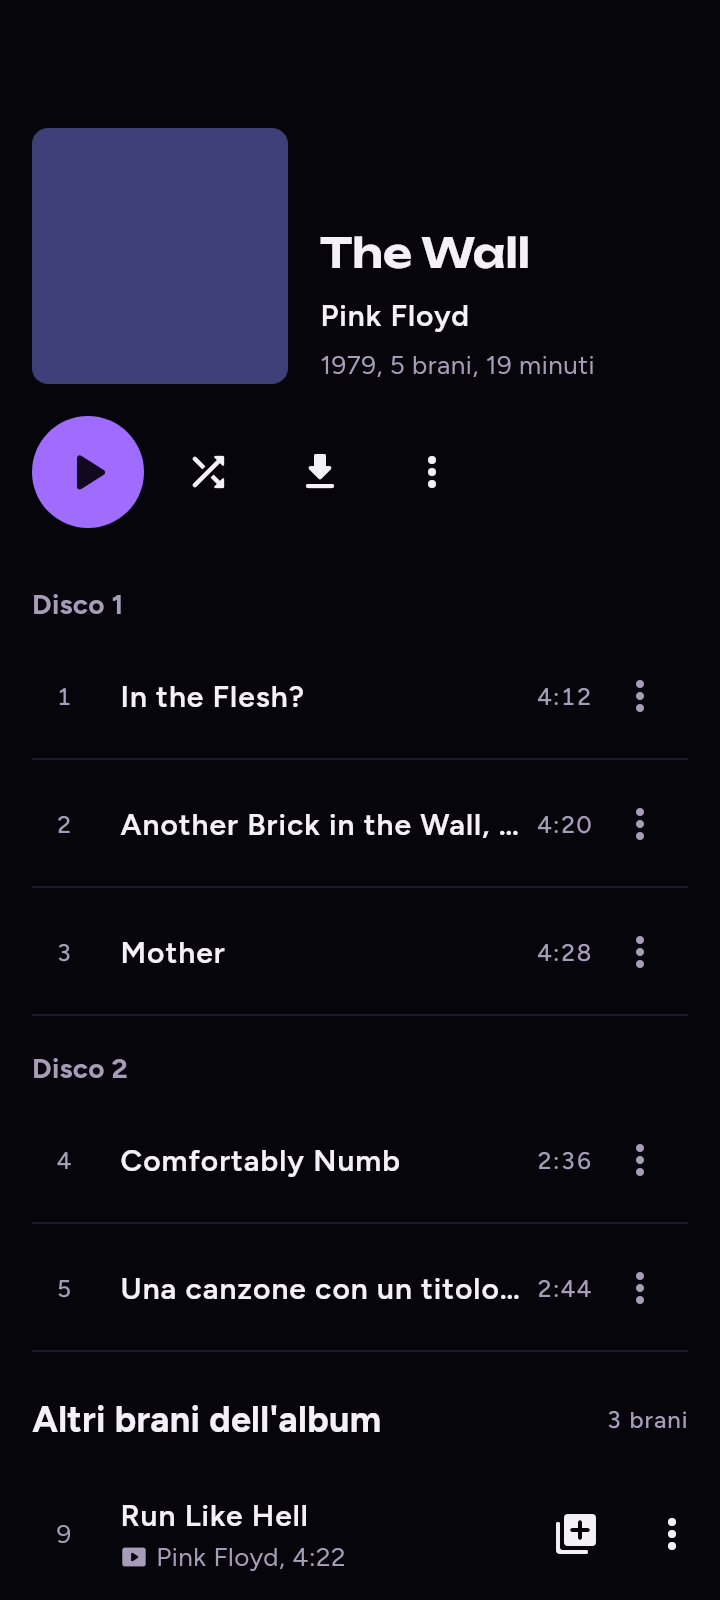 The Wall
Pink Floyd
1979, 5 brani, 19 minuti
Disco 1
1 In the Flesh? 4:12
2 Another Brick in the Wall, ... 4:20
3 Mother 4:28
Disco 2
4 Comfortably Numb 2:36
5 Una canzone con un titolo... 2:44
Altri brani dell'album 3 brani
9 Run Like Hell
Pink Floyd, 4:22